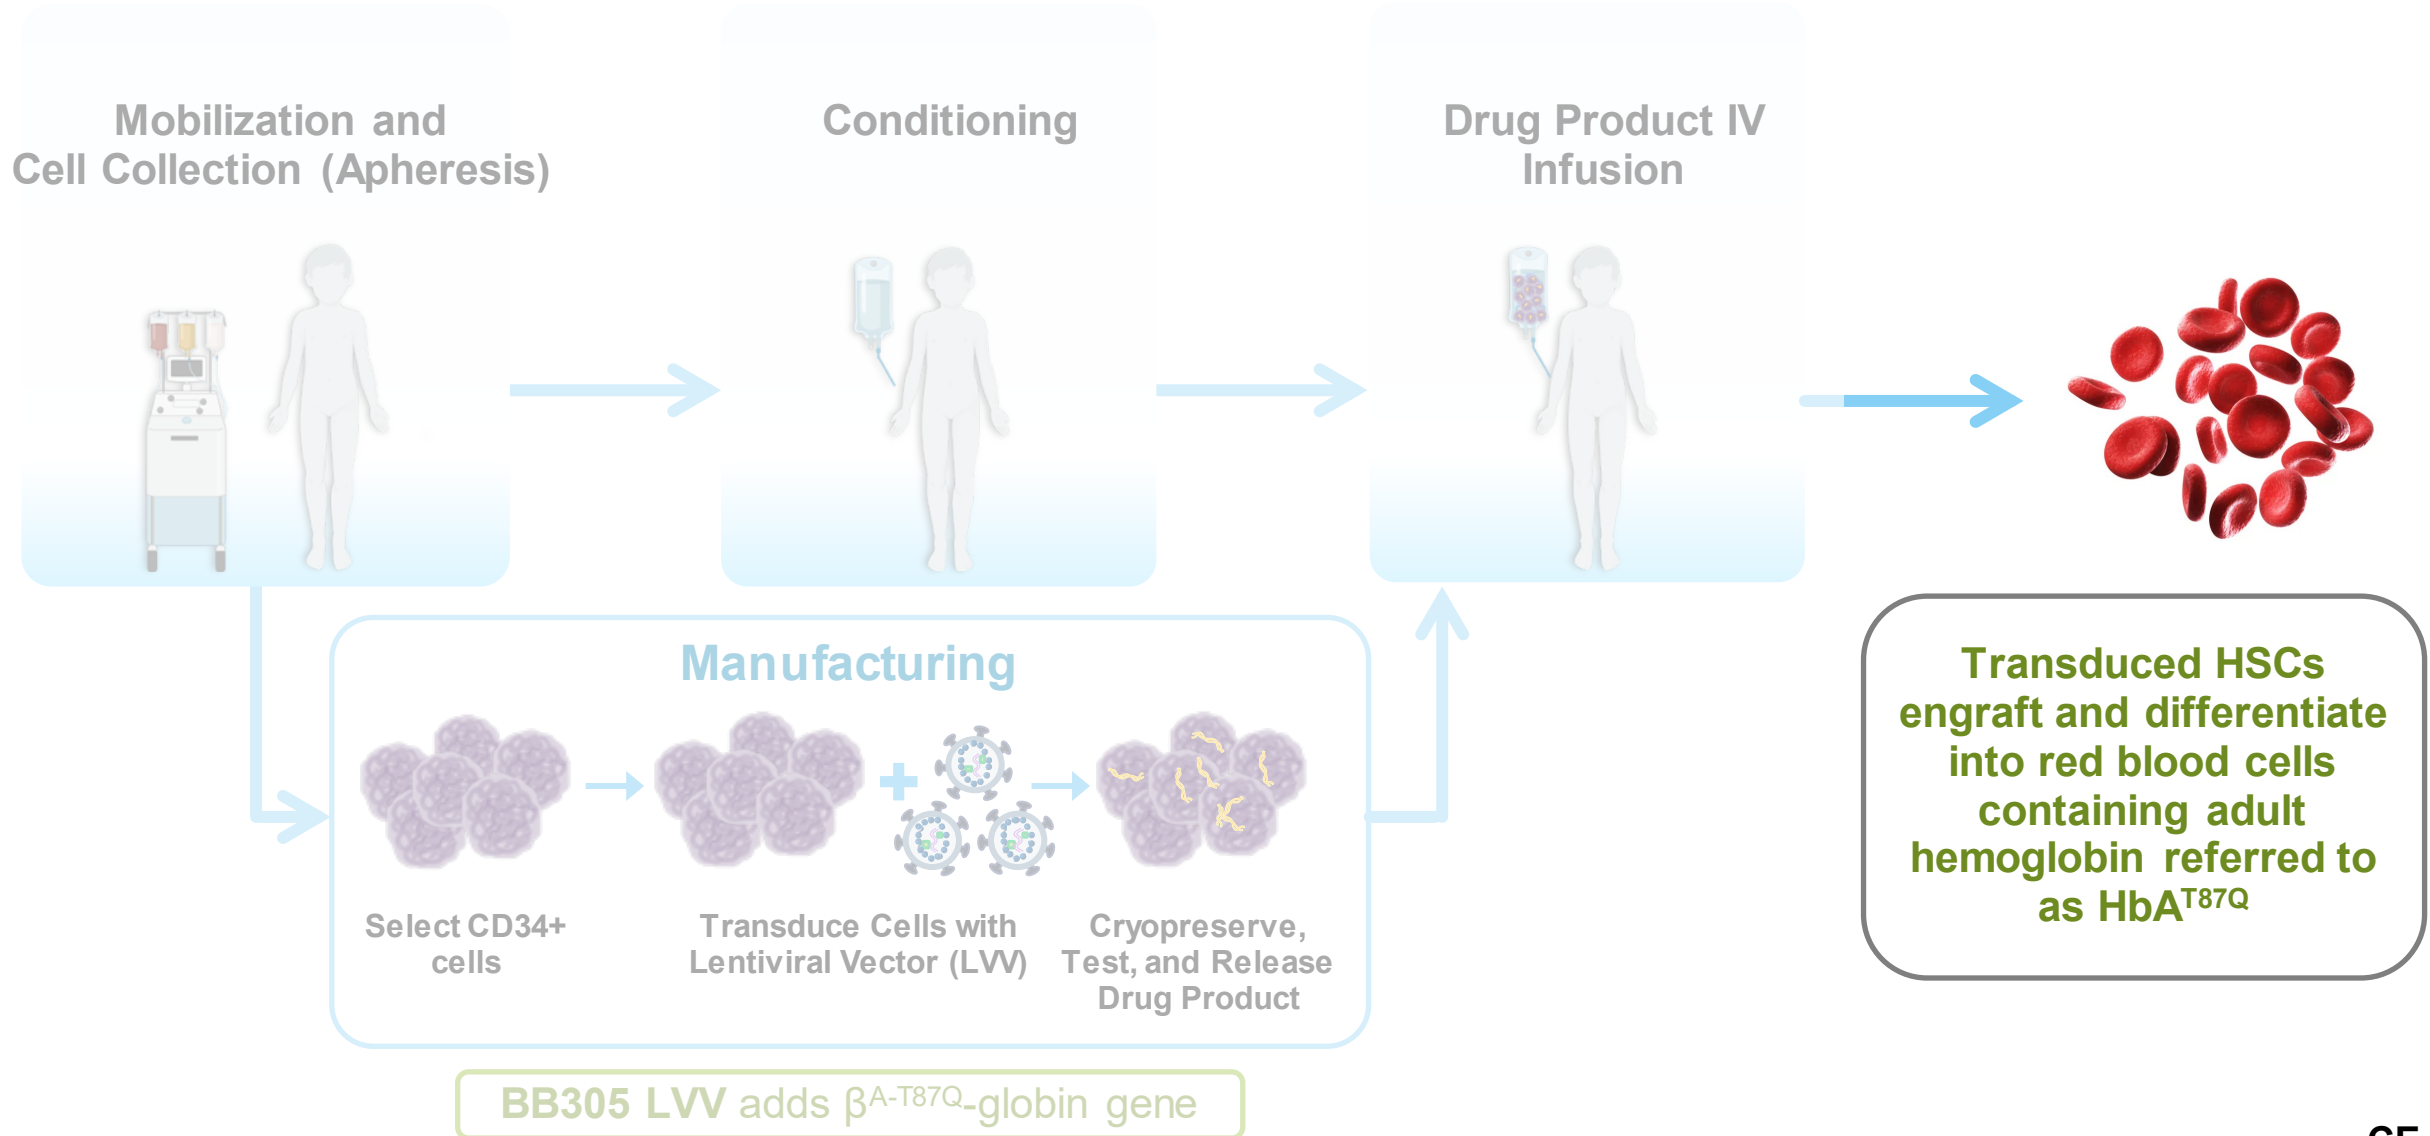 Mobilization and
Cell Collection (Apheresis)
Conditioning
Drug Product IV
Infusion
Manufacturing
Select CD34+
cells
Transduce Cells with
Lentiviral Vector (LVV)
Cryopreserve,
Test, and Release
Drug Product
BB305 LVV adds β^A-T87Q-globin gene
Transduced HSCs
engraft and differentiate
into red blood cells
containing adult
hemoglobin referred to
as HbA^T87Q